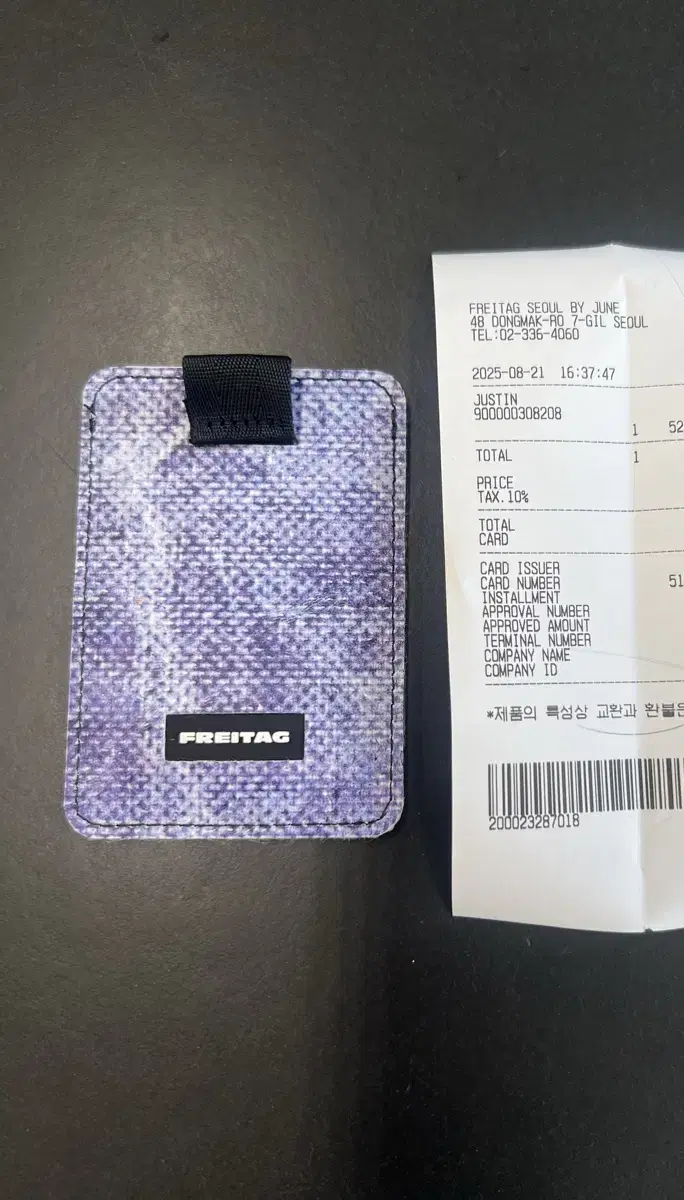 FREITAG
FREITAG SEOUL BY JUNE
48 DONGMAK-RO 7-GIL SEOUL
TEL:02-336-4060
2025-08-21 16:37:47
JUSTIN
900000308208
1 52
TOTAL 1
PRICE
TAX.10%
TOTAL
CARD
CARD ISSUER
CARD NUMBER 51
INSTALLMENT
APPROVAL NUMBER
APPROVED AMOUNT
TERMINAL NUMBER
COMPANY NAME
COMPANY ID
*제품의 특성상 교환과 환불은
200023287018